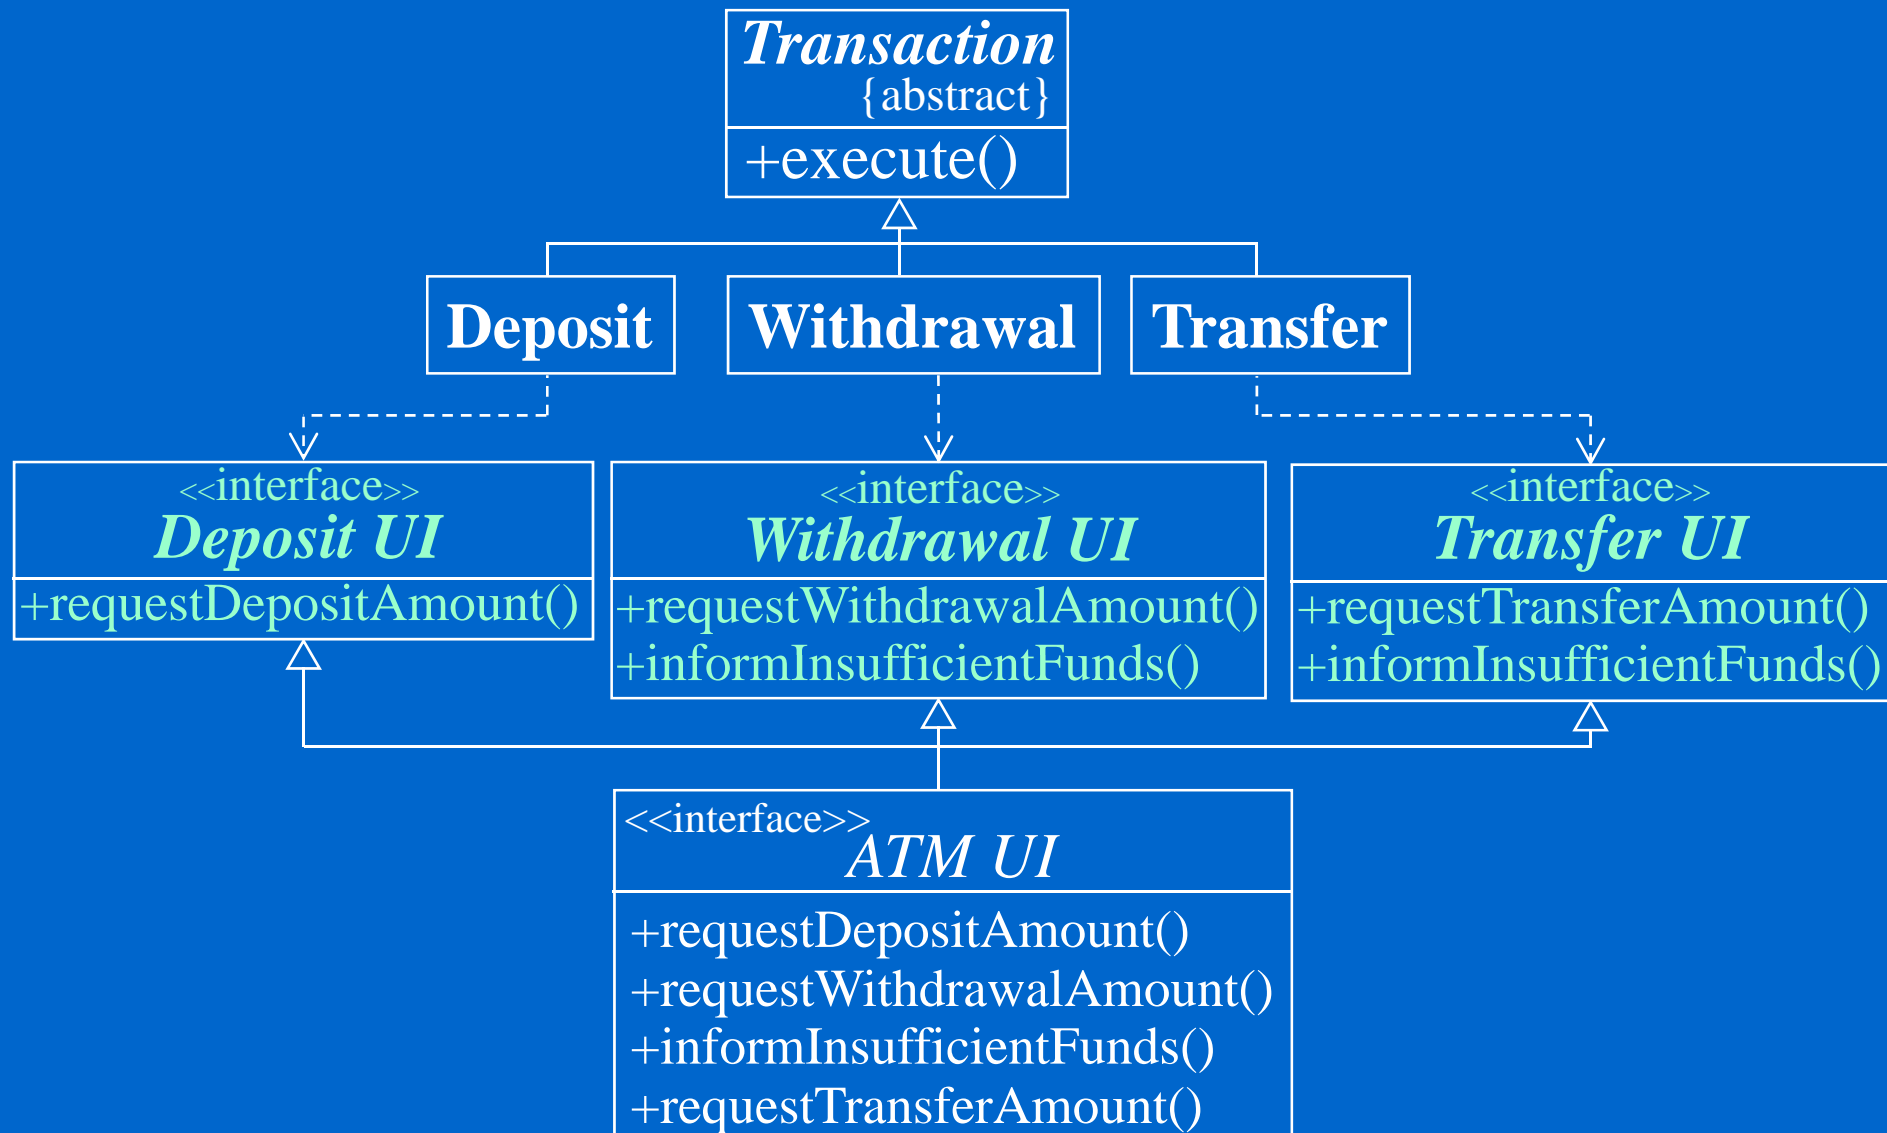 Transaction
{abstract}
+execute()
Deposit
Withdrawal
Transfer
<<interface>>
Deposit UI
+requestDepositAmount()
<<interface>>
Withdrawal UI
+requestWithdrawalAmount()
+informInsufficientFunds()
<<interface>>
Transfer UI
+requestTransferAmount()
+informInsufficientFunds()
<<interface>>
ATM UI
+requestDepositAmount()
+requestWithdrawalAmount()
+informInsufficientFunds()
+requestTransferAmount()